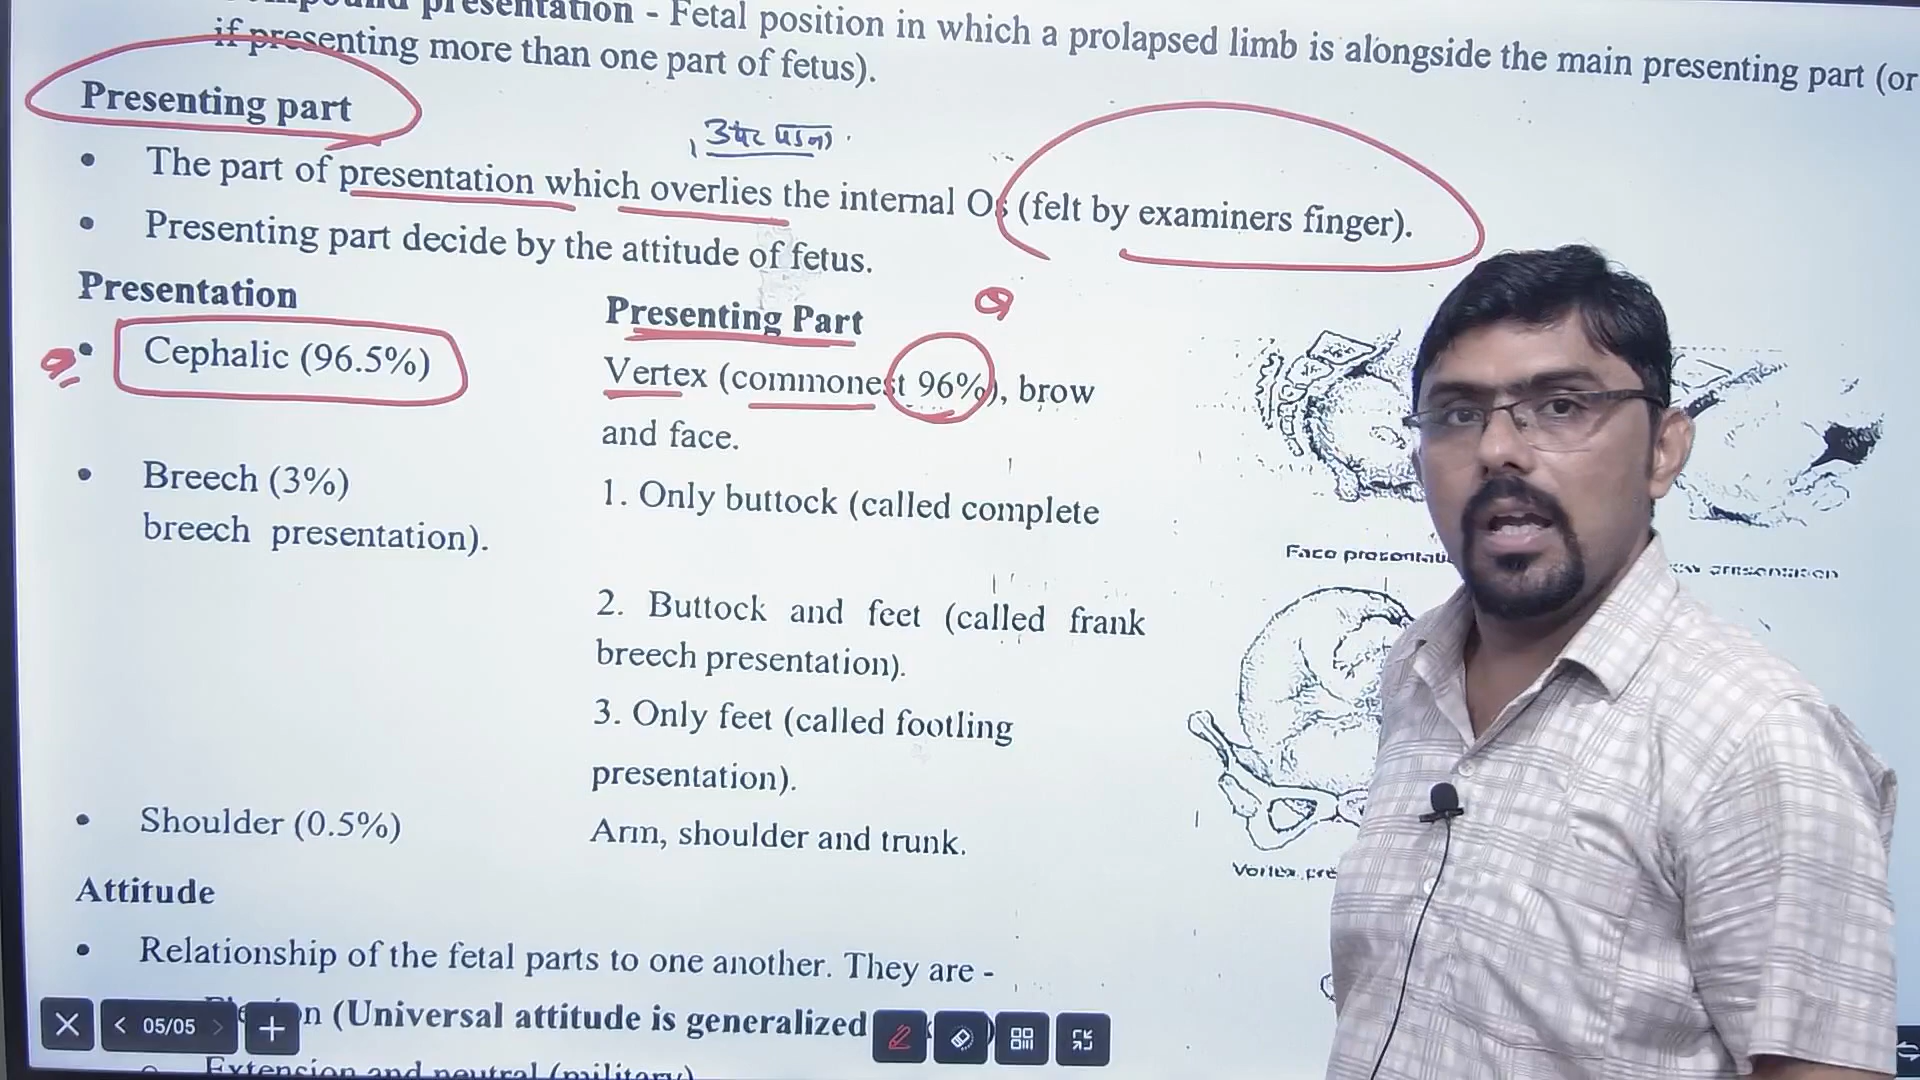 presentation - Fetal position in which a prolapsed limb is alongside the main presenting part (or
if presenting more than one part of fetus).
Presenting part
• The part of presentation which overlies the internal Os (felt by examiners finger).
• Presenting part decide by the attitude of fetus.
Presentation Presenting Part
• Cephalic (96.5%) Vertex (commonest 96%), brow
and face.
• Breech (3%) 1. Only buttock (called complete
breech presentation).
2. Buttock and feet (called frank
breech presentation).
3. Only feet (called footling
presentation).
• Shoulder (0.5%) Arm, shoulder and trunk.
Face
Attitude
• Relationship of the fetal parts to one another. They are -
(Universal attitude is generalized
Extension and neutral (military)
05/05